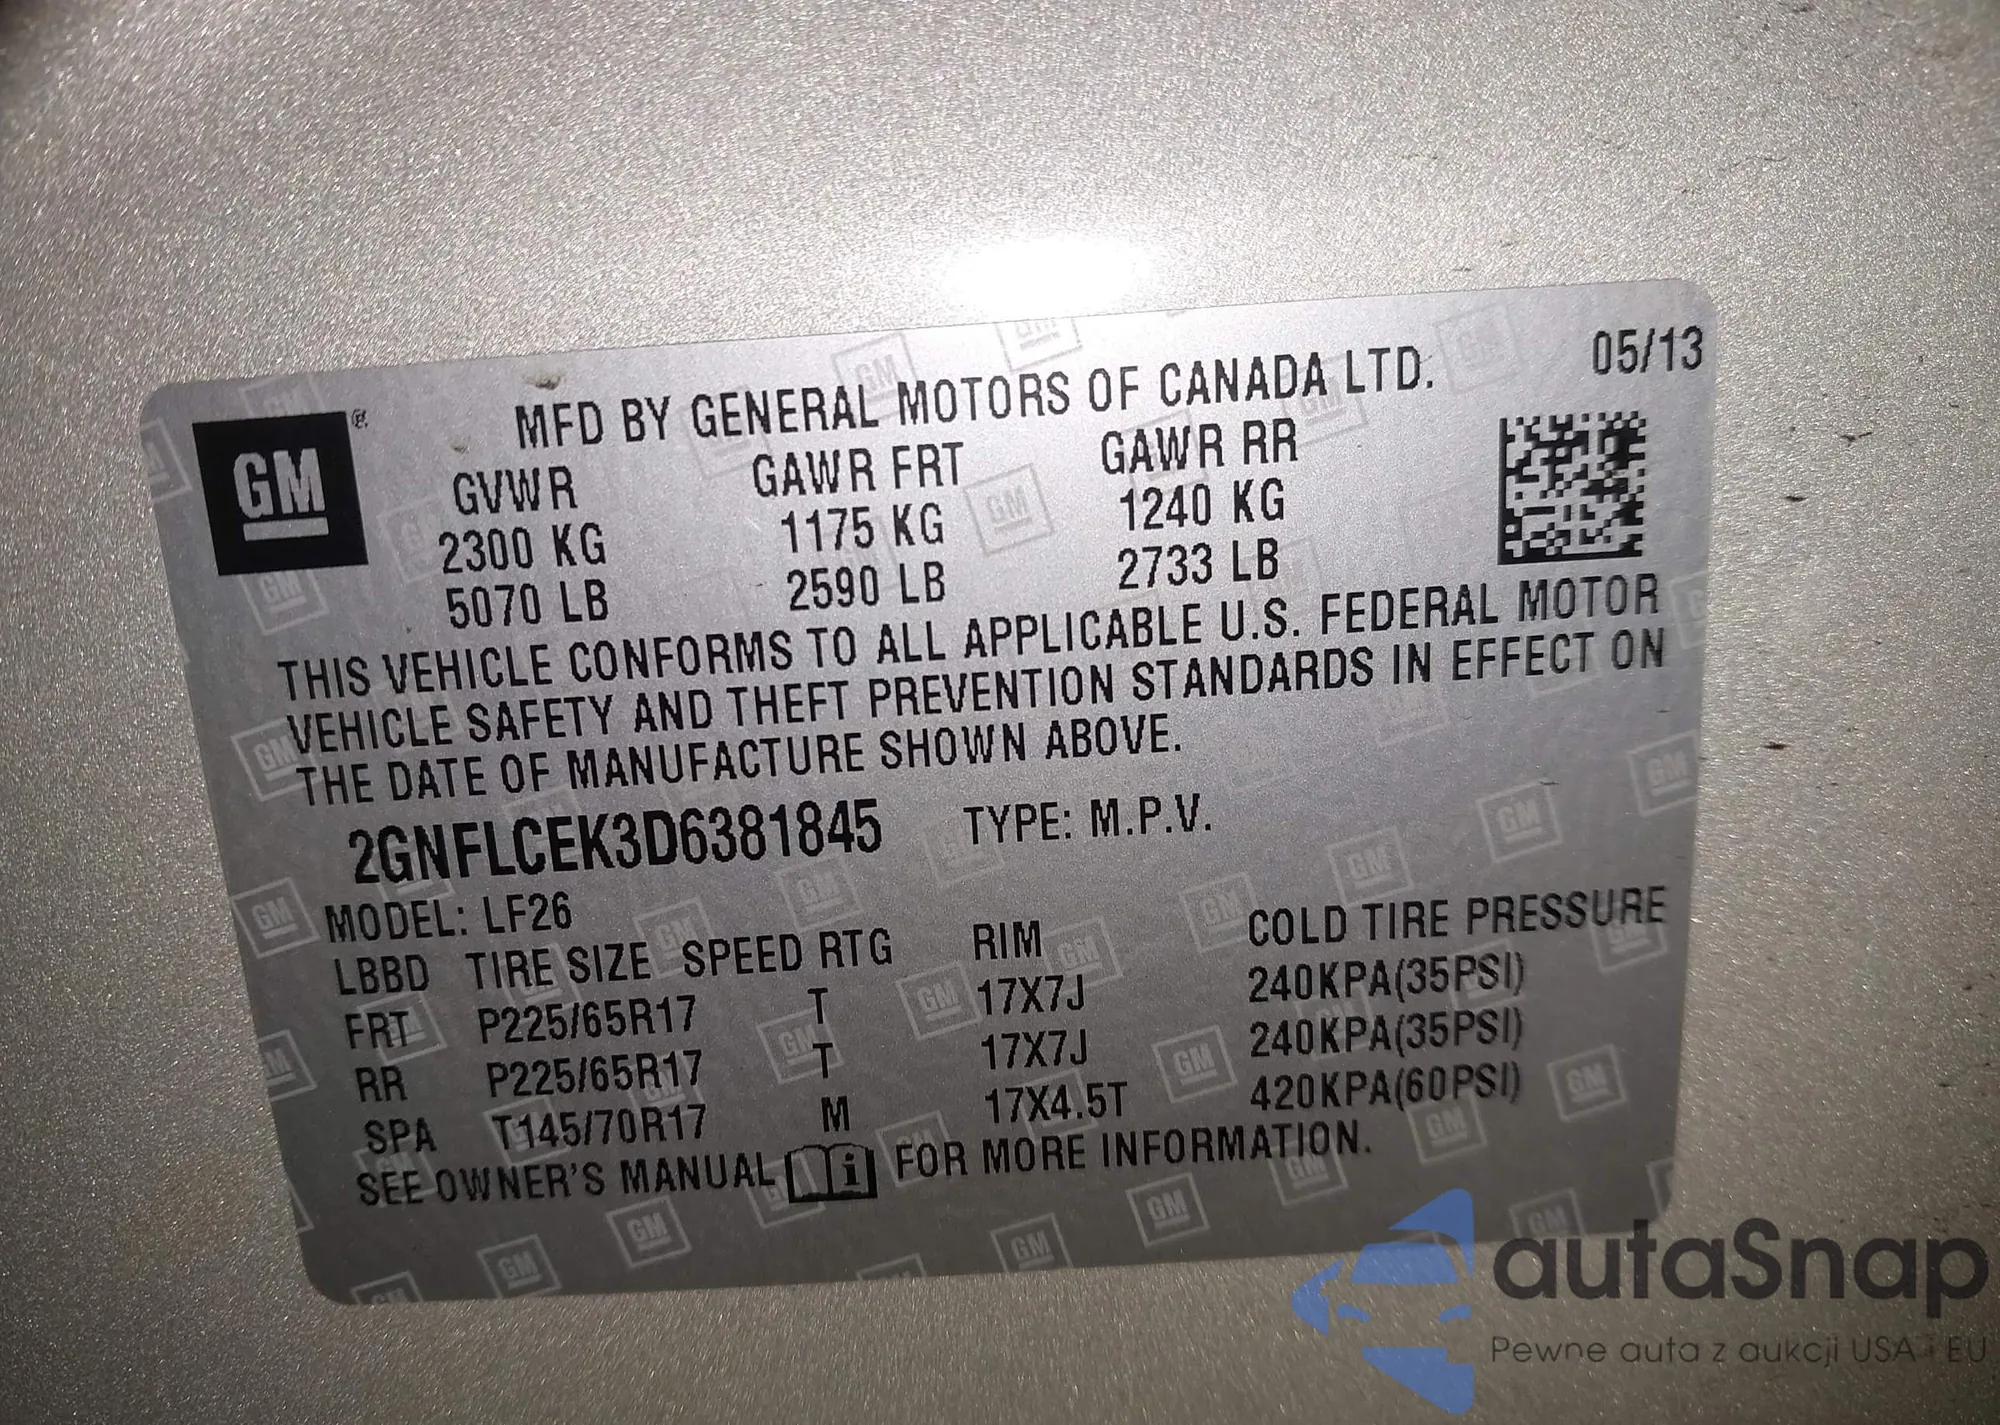 05/13
GM ®
MFD BY GENERAL MOTORS OF CANADA LTD.
GVWR GAWR FRT GAWR RR
2300 KG 1175 KG 1240 KG
5070 LB 2590 LB 2733 LB
THIS VEHICLE CONFORMS TO ALL APPLICABLE U.S. FEDERAL MOTOR
VEHICLE SAFETY AND THEFT PREVENTION STANDARDS IN EFFECT ON
THE DATE OF MANUFACTURE SHOWN ABOVE.
2GNFLCEK3D6381845 TYPE: M.P.V.
MODEL: LF26
LBBD TIRE SIZE SPEED RTG RIM COLD TIRE PRESSURE
FRT P225/65R17 T 17X7J 240KPA(35PSI)
RR P225/65R17 T 17X7J 240KPA(35PSI)
SPA T145/70R17 M 17X4.5T 420KPA(60PSI)
SEE OWNER'S MANUAL i FOR MORE INFORMATION.
autaSnap
Pewne auta z aukcji USA i EU